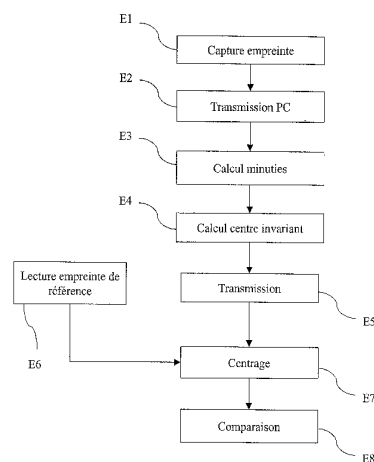 E1
Capture empreinte
E2
Transmission PC
E3
Calcul minuties
E4
Calcul centre invariant
Lecture empreinte de
référence
Transmission
E5
E6
Centrage
E7
Comparaison
E8